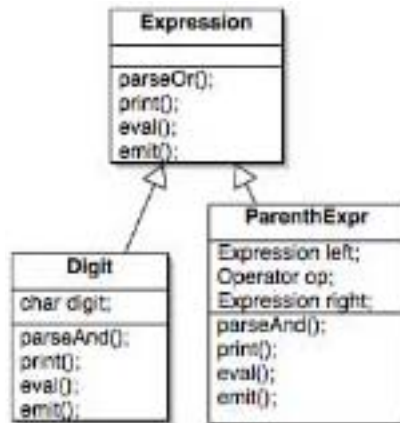 Expression
parseOr();
print();
eval();
emit();
Digit
char digit;
parseAnd();
print();
eval();
emit();
ParenthExpr
Expression left;
Operator op;
Expression right;
parseAnd();
print();
eval();
emit();